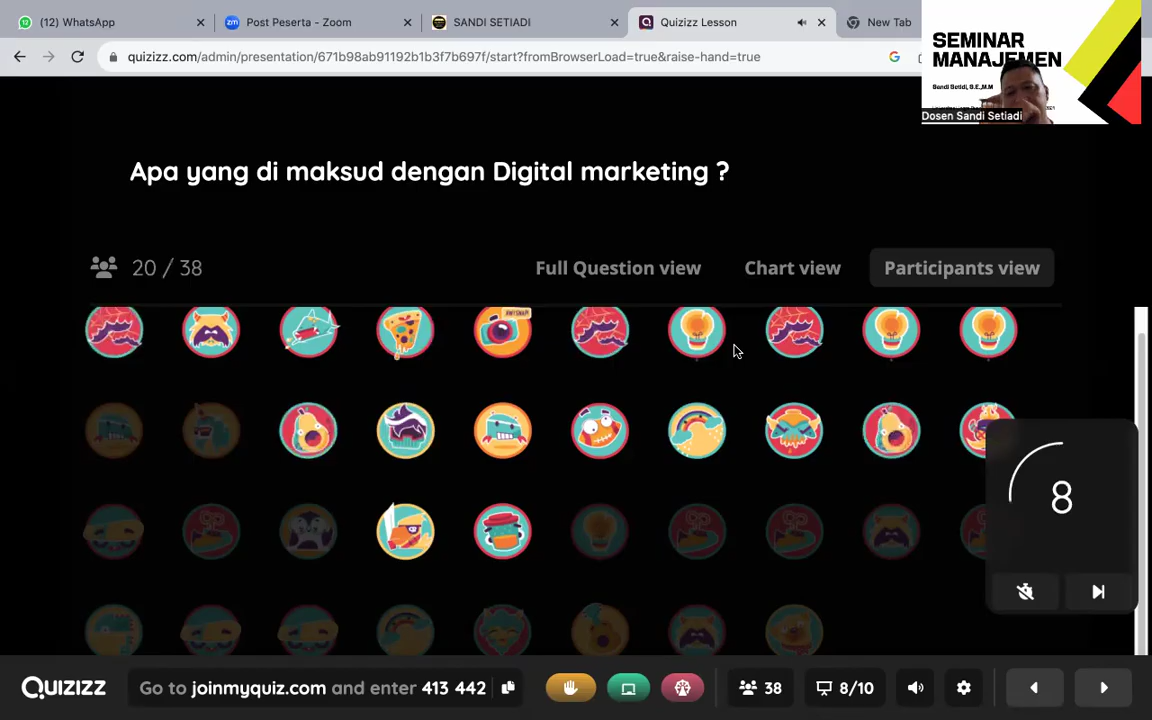 (12) WhatsApp
Post Peserta - Zoom
SANDI SETIADI
Quizizz Lesson
New Tab
quizizz.com/admin/presentation/671b98ab91192b1b3f7b697f/start?fromBrowserLoad=true&raise-hand=true
SEMINAR
MANAJEMEN
Sandi Setidi, S.E.,M.M
Dosen Sandi Setiadi
Apa yang di maksud dengan Digital marketing ?
20 / 38
Full Question view
Chart view
Participants view
8
Quizizz
Go to joinmyquiz.com and enter 413 442
38
8/10